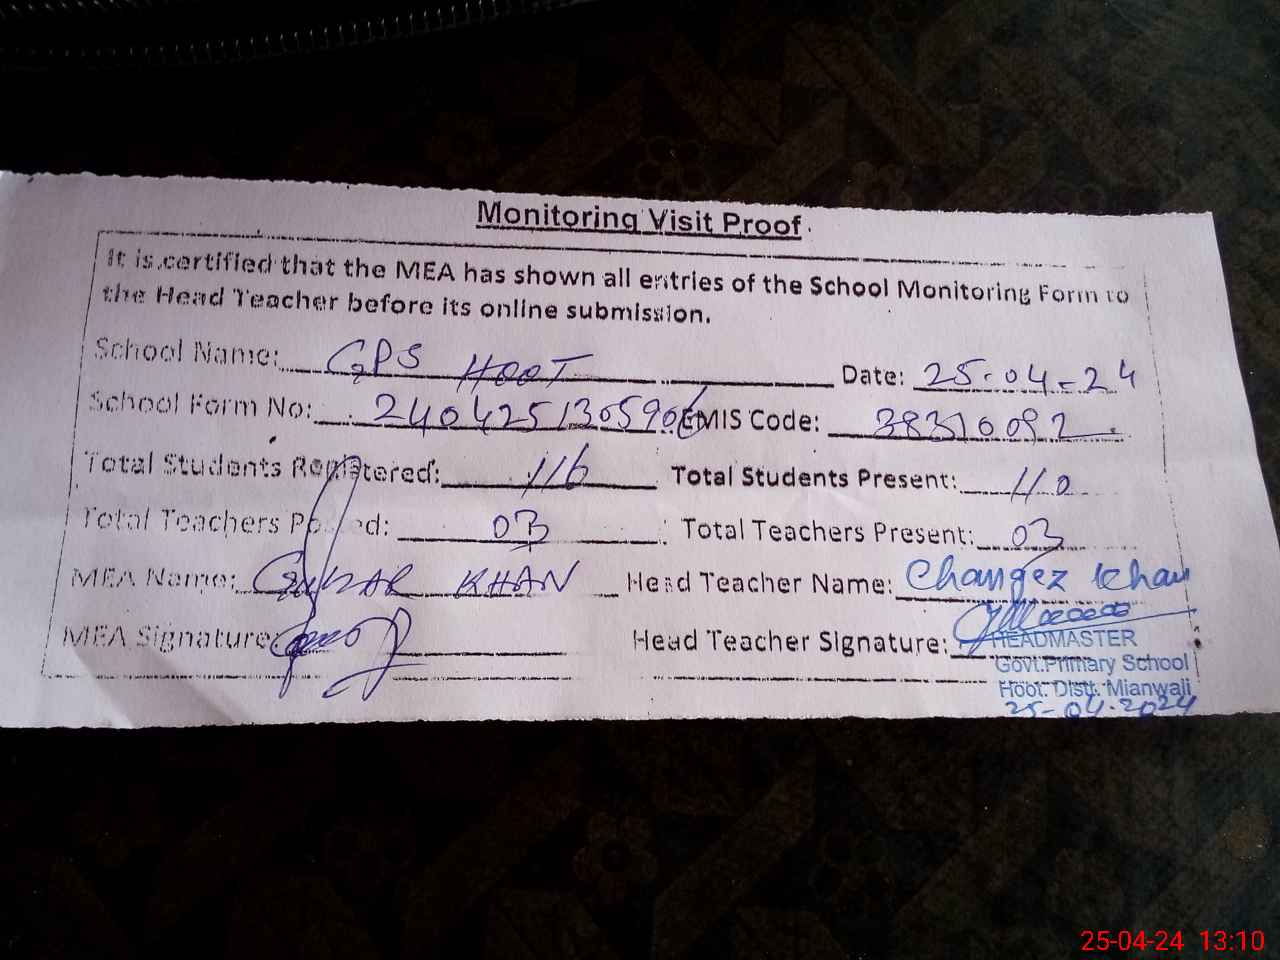 Monitoring Visit Proof
It is certified that the MEA has shown all entries of the School Monitoring Form to
the Head Teacher before its online submission.
School Name: GPS HOOT Date: 25-04-24
School Form No: 2404251305906 EMIS Code: 38310092
Total Students Registered: 116 Total Students Present: 110
Total Teachers Posted: 03 Total Teachers Present: 03
MEA Name: KHAN Head Teacher Name: Changez Khan
MEA Signature: Head Teacher Signature:
HEADMASTER
Govt. Primary School
Hoot. Distt. Mianwali
25-04-2024
25-04-24 13:10